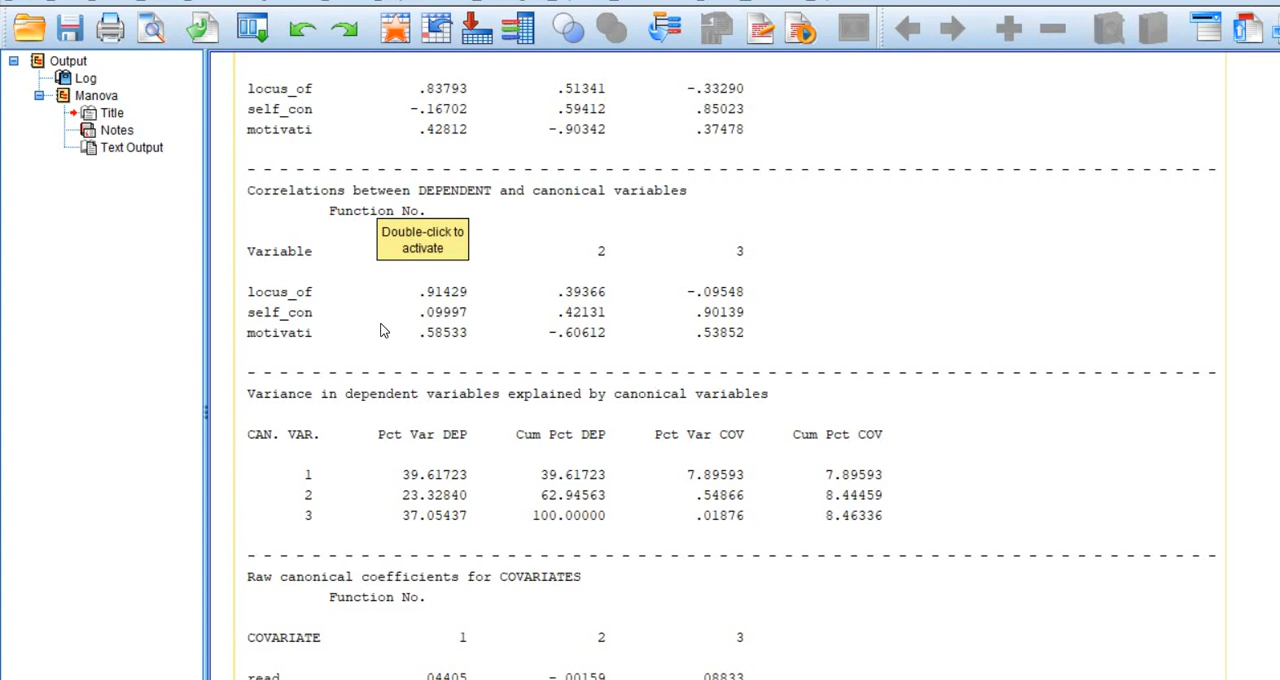 Output
Log
Manova
Title
Notes
Text Output
locus_of .83793 .51341 -.33290
self_con -.16702 .59412 .85023
motivati .42812 -.90342 .37478
- - - - - - - - - - - - - - - - - - - - - - - - - - - - - - - - - - - - - - - - - - - - - - - - - - - - - - - - - - - -
Correlations between DEPENDENT and canonical variables
Function No.
Double-click to
activate
Variable 2 3
locus_of .91429 .39366 -.09548
self_con .09997 .42131 .90139
motivati .58533 -.60612 .53852
- - - - - - - - - - - - - - - - - - - - - - - - - - - - - - - - - - - - - - - - - - - - - - - - - - - - - - - - - - - -
Variance in dependent variables explained by canonical variables
CAN. VAR. Pct Var DEP Cum Pct DEP Pct Var COV Cum Pct COV
1 39.61723 39.61723 7.89593 7.89593
2 23.32840 62.94563 .54866 8.44459
3 37.05437 100.00000 .01876 8.46336
- - - - - - - - - - - - - - - - - - - - - - - - - - - - - - - - - - - - - - - - - - - - - - - - - - - - - - - - - - - -
Raw canonical coefficients for COVARIATES
Function No.
COVARIATE 1 2 3
read .04405 -.00159 .08833